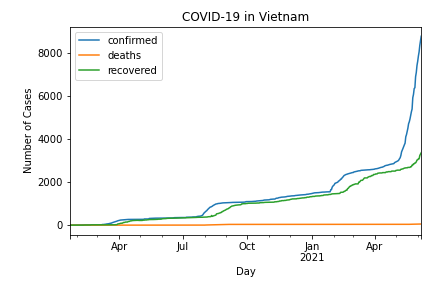 COVID-19 in Vietnam
confirmed
deaths
recovered
Number of Cases
8000
6000
4000
2000
0
Apr
Jul
Oct
Jan
2021
Apr
Day